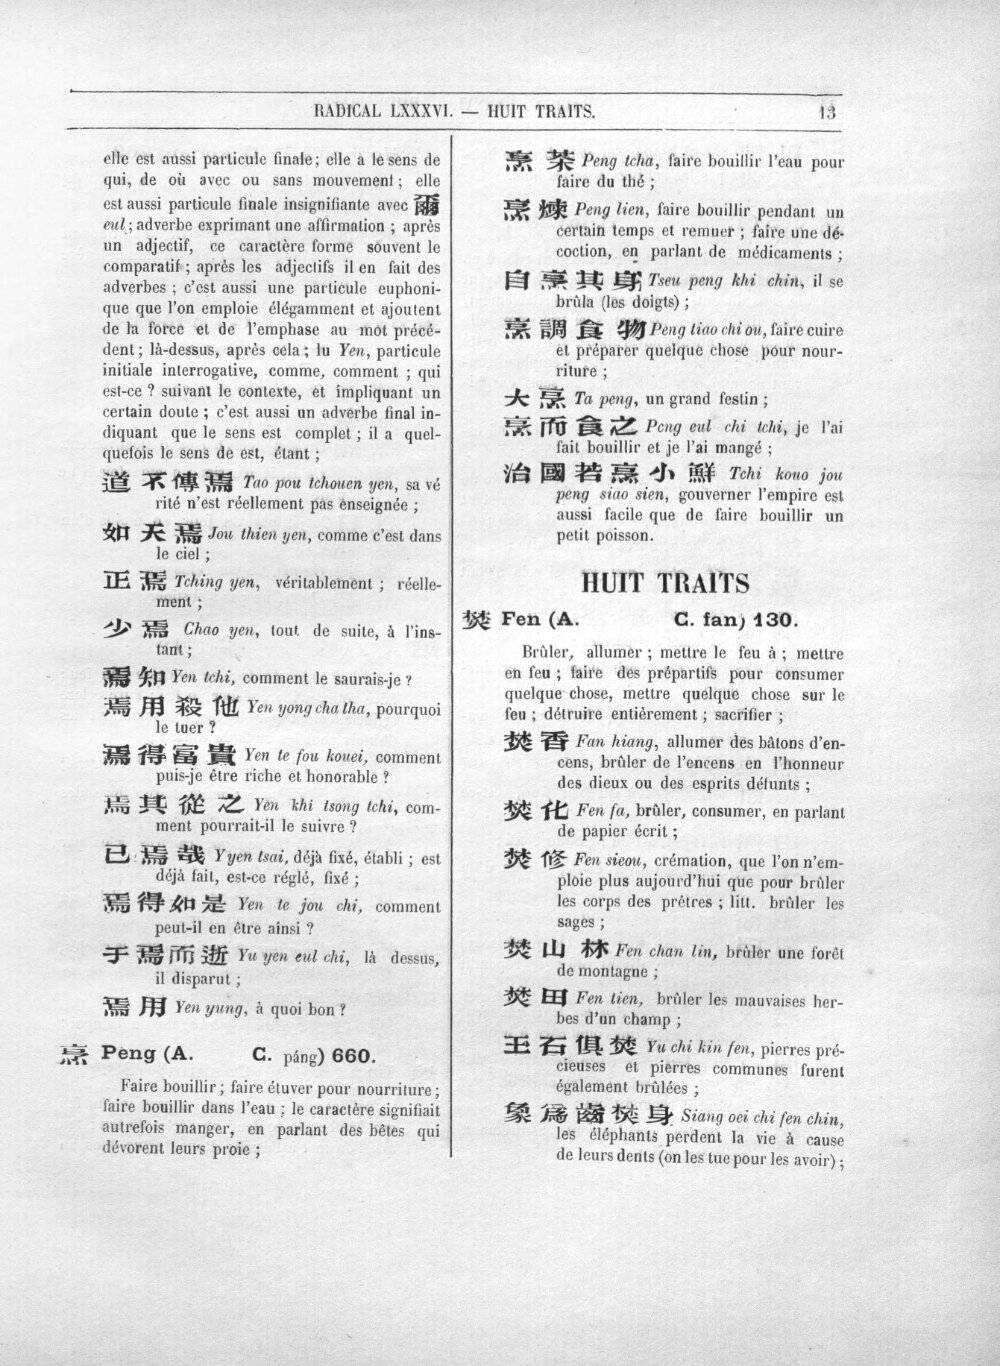 RADICAL LXXXVI. — HUIT TRAITS.
13
elle est aussi particule finale; elle a le sens de
qui, de où avec ou sans mouvement ; elle
est aussi particule finale insignifiante avec 爾
eul ; adverbe exprimant une affirmation ; après
un adjectif, ce caractère forme souvent le
comparatif ; après les adjectifs il en fait des
adverbes ; c'est aussi une particule euphoni-
que que l'on emploie élégamment et ajoutent
de la force et de l'emphase au mot précé-
dent ; là-dessus, après cela ; lu Yen, particule
initiale interrogative, comme, comment ; qui
est-ce ? suivant le contexte, et impliquant un
certain doute ; c'est aussi un adverbe final in-
diquant que le sens est complet ; il a quel-
quefois le sens de est, étant ;
道不傳焉 Tao pou tchouen yen, sa vé
rité n'est réellement pas enseignée ;
如天焉 Jou thien yen, comme c'est dans
le ciel ;
正焉 Tching yen, véritablement ; réelle-
ment ;
少焉 Chao yen, tout de suite, à l'ins-
tant ;
焉知 Yen tchi, comment le saurais-je ?
焉用殺他 Yen yong cha tha, pourquoi
le tuer ?
焉得富貴 Yen te fou kouei, comment
puis-je être riche et honorable ?
焉其從之 Yen khi tsong tchi, com-
ment pourrait-il le suivre ?
已焉哉 Y yen tsai, déjà fixé, établi ; est
déjà fait, est-ce réglé, fixé ;
焉得如是 Yen te jou chi, comment
peut-il en être ainsi ?
于焉而逝 Yu yen eul chi, là dessus,
il disparut ;
焉用 Yen yung, à quoi bon ?
烹 Peng (A. C. páng) 660.
Faire bouillir ; faire étuver pour nourriture ;
faire bouillir dans l'eau ; le caractère signifiait
autrefois manger, en parlant des bêtes qui
dévorent leurs proie ;
烹茶 Peng tcha, faire bouillir l'eau pour
faire du thé ;
烹煉 Peng lien, faire bouillir pendant un
certain temps et remuer ; faire une dé-
coction, en parlant de médicaments ;
自烹其身 Tseu peng khi chin, il se
brûla (les doigts) ;
烹調食物 Peng tiao chi ou, faire cuire
et préparer quelque chose pour nour-
riture ;
大烹 Ta peng, un grand festin ;
烹而食之 Peng eul chi tchi, je l'ai
fait bouillir et je l'ai mangé ;
治國若烹小鮮 Tchi kouo jou
peng siao sien, gouverner l'empire est
aussi facile que de faire bouillir un
petit poisson.
HUIT TRAITS
焚 Fen (A. C. fan) 130.
Brûler, allumer ; mettre le feu à ; mettre
en feu ; faire des prépartifs pour consumer
quelque chose, mettre quelque chose sur le
feu ; détruire entièrement ; sacrifier ;
焚香 Fan hiang, allumer des bâtons d'en-
cens, brûler de l'encens en l'honneur
des dieux ou des esprits défunts ;
焚化 Fen fa, brûler, consumer, en parlant
de papier écrit ;
焚修 Fen sieou, crémation, que l'on n'em-
ploie plus aujourd'hui que pour brûler
les corps des prêtres ; litt. brûler les
sages ;
焚山林 Fen chan lin, brûler une forêt
de montagne ;
焚田 Fen tien, brûler les mauvaises her-
bes d'un champ ;
玉石俱焚 Yu chi kin fen, pierres pré-
cieuses et pierres communes furent
également brûlées ;
象爲齒焚身 Siang oei chi fen chin,
les éléphants perdent la vie à cause
de leurs dents (on les tue pour les avoir) ;